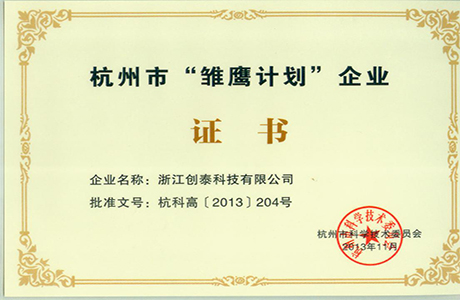 杭州市“雏鹰计划”企业
证书
企业名称：浙江创泰科技有限公司
批准文号：杭科高〔2013〕204号
杭州市科学技术委员会
2013年11月